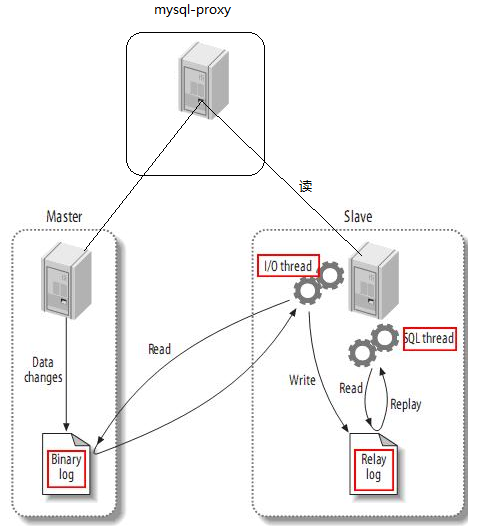 mysql-proxy
读
Master
Slave
I/O thread
SQL thread
Data
changes
Read
Write
Read
Replay
Binary
log
Relay
log